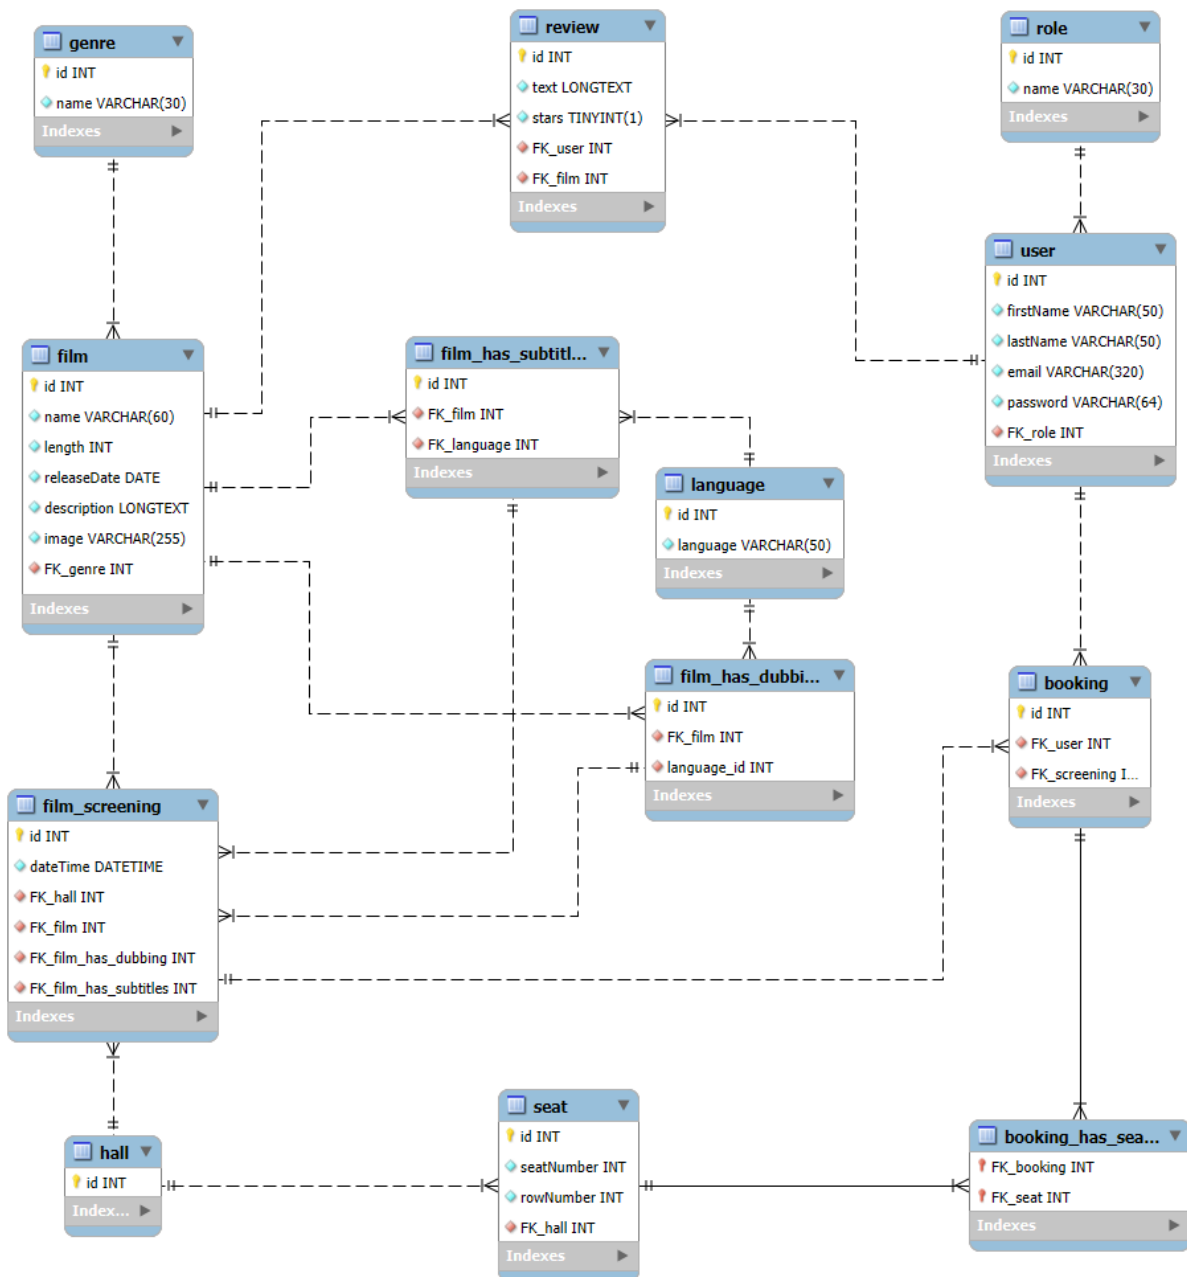 genre
id INT
name VARCHAR(30)
Indexes
review
id INT
text LONGTEXT
stars TINYINT(1)
FK_user INT
FK_film INT
Indexes
role
id INT
name VARCHAR(30)
Indexes
user
id INT
firstName VARCHAR(50)
lastName VARCHAR(50)
email VARCHAR(320)
password VARCHAR(64)
FK_role INT
Indexes
film
id INT
name VARCHAR(60)
length INT
releaseDate DATE
description LONGTEXT
image VARCHAR(255)
FK_genre INT
Indexes
film_has_subtitl...
id INT
FK_film INT
FK_language INT
Indexes
language
id INT
language VARCHAR(50)
Indexes
film_has_dubbi...
id INT
FK_film INT
language_id INT
Indexes
booking
id INT
FK_user INT
FK_screening I...
Indexes
film_screening
id INT
dateTime DATETIME
FK_hall INT
FK_film INT
FK_film_has_dubbing INT
FK_film_has_subtitles INT
Indexes
hall
id INT
Index...
seat
id INT
seatNumber INT
rowNumber INT
FK_hall INT
Indexes
booking_has_sea...
FK_booking INT
FK_seat INT
Indexes